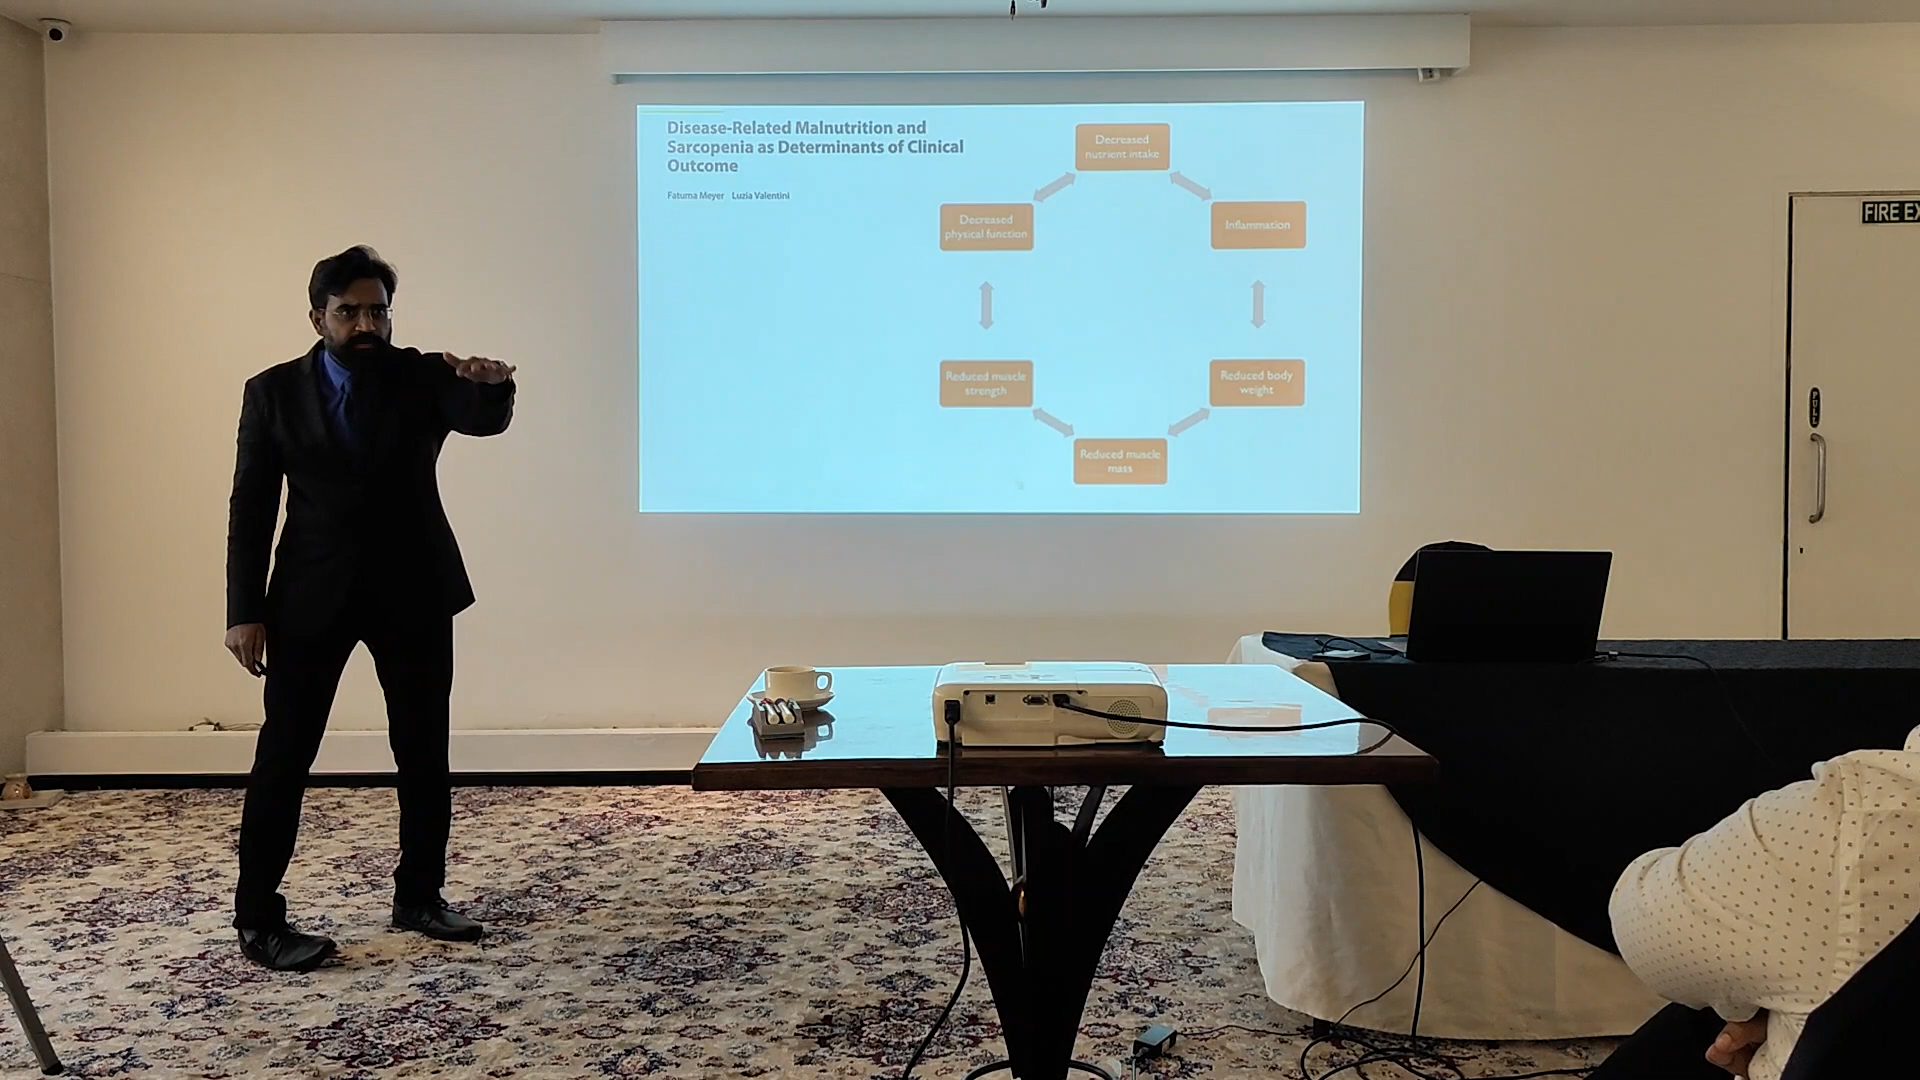 Disease-Related Malnutrition and
Sarcopenia as Determinants of Clinical
Outcome
Fatuma Meyer Luzia Valentini
Decreased
nutrient intake
Decreased
physical function
Inflammation
Reduced muscle
strength
Reduced body
weight
Reduced muscle
mass
FIRE EX
PULL